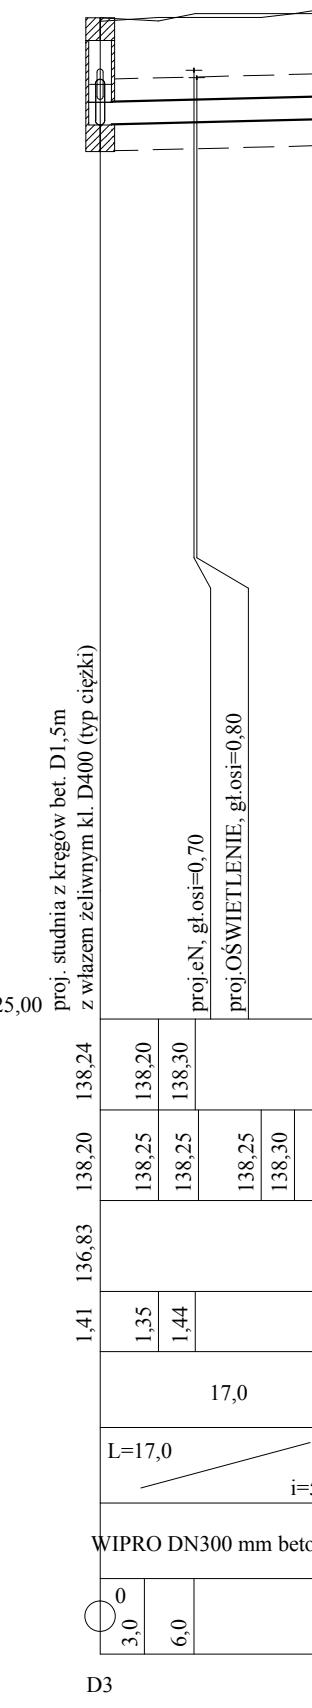 proj. studnia z kręgów bet. D1,5m
z włazem żeliwnym kl. D400 (typ ciężki)
proj.eN, gł.osi=0,70
proj.OŚWIETLENIE, gł.osi=0,80
25,00
138,24 138,20 138,30
138,20 138,25 138,25 138,25 138,30
136,83
1,41 1,35 1,44
17,0
L=17,0
i=
WIPRO DN300 mm beto
0 3,0 6,0
D3